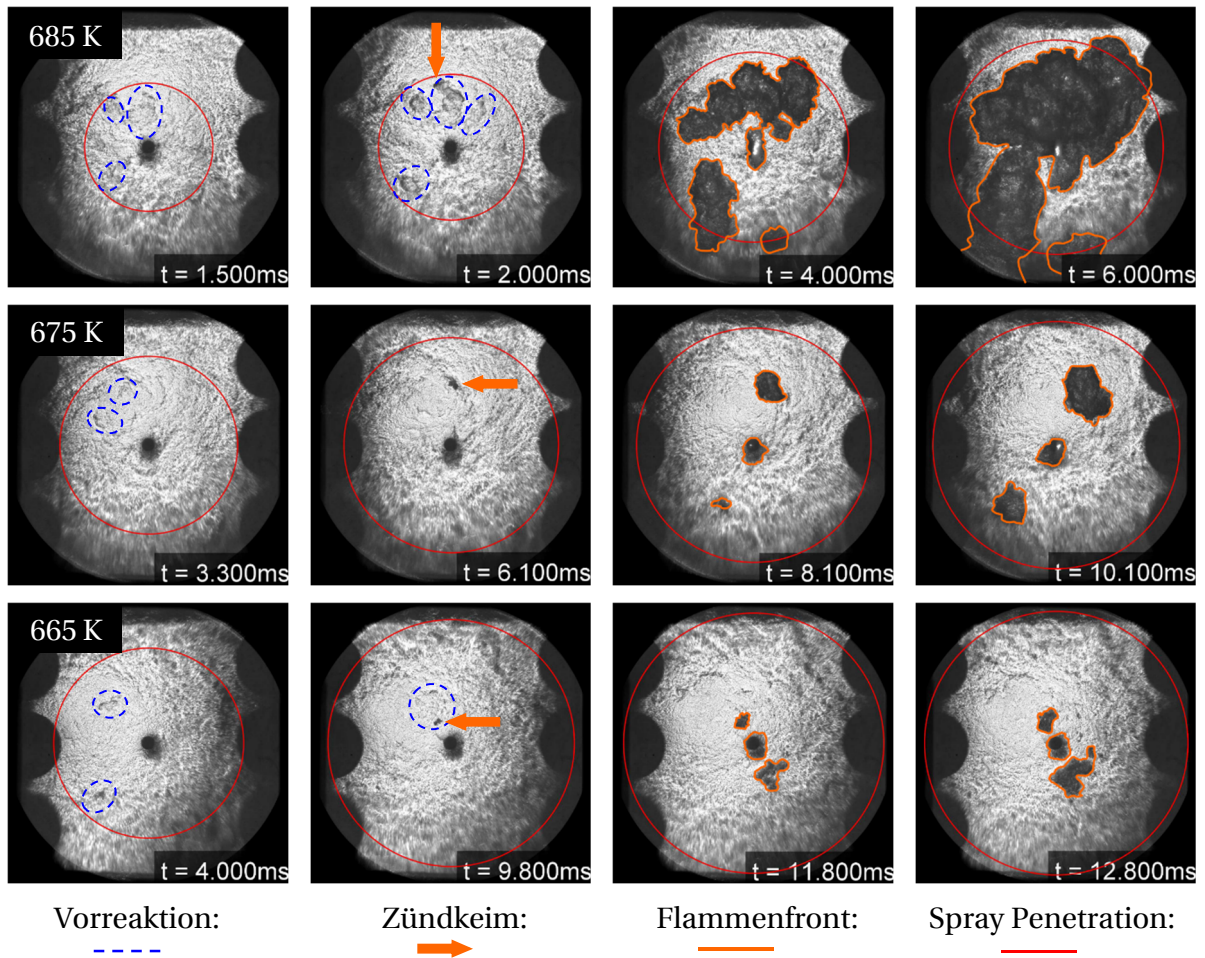 685 K
t = 1.500ms
t = 2.000ms
t = 4.000ms
t = 6.000ms
675 K
t = 3.300ms
t = 6.100ms
t = 8.100ms
t = 10.100ms
665 K
t = 4.000ms
t = 9.800ms
t = 11.800ms
t = 12.800ms
Vorreaktion: Zündkeim: Flammenfront: Spray Penetration: